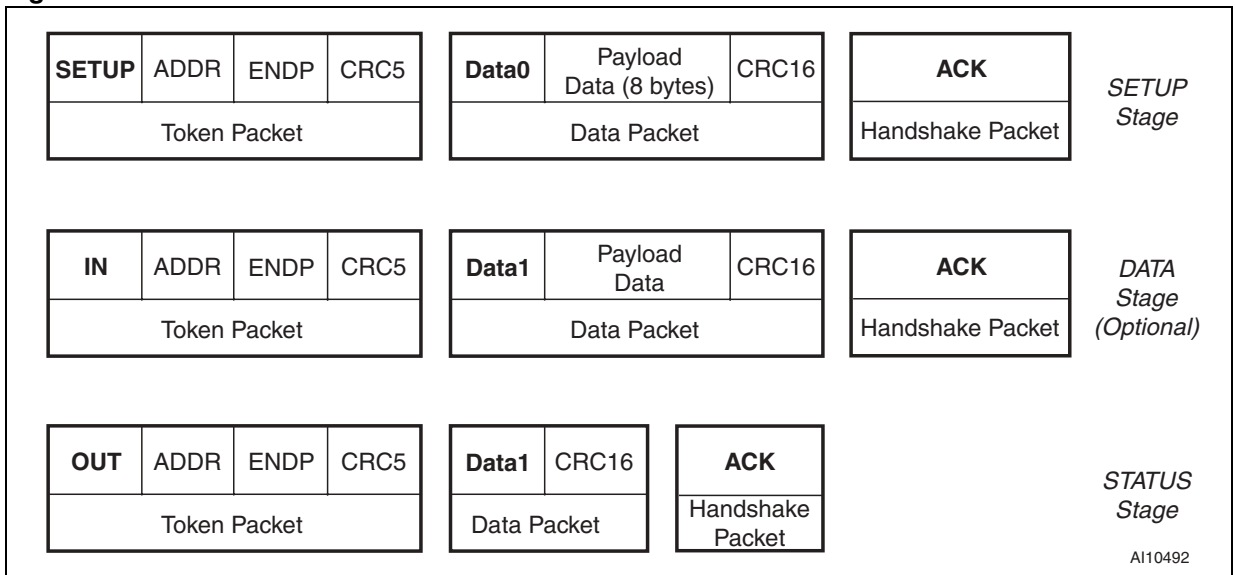 SETUP ADDR ENDP CRC5 Data0 Payload Data (8 bytes) CRC16 ACK
Token Packet Data Packet Handshake Packet
SETUP
Stage
IN ADDR ENDP CRC5 Data1 Payload Data CRC16 ACK
Token Packet Data Packet Handshake Packet
DATA
Stage
(Optional)
OUT ADDR ENDP CRC5 Data1 CRC16 ACK
Token Packet Data Packet Handshake Packet
STATUS
Stage
AI10492